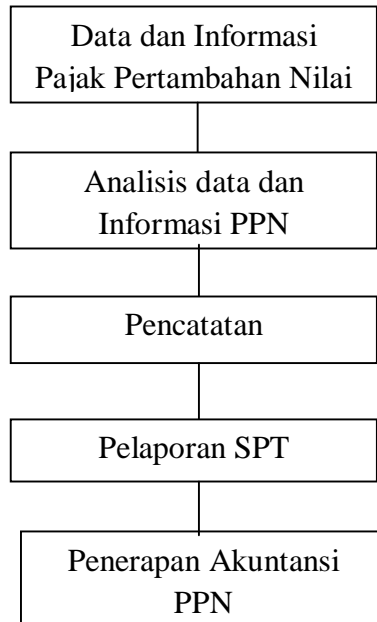 Data dan Informasi
Pajak Pertambahan Nilai
Analisis data dan
Informasi PPN
Pencatatan
Pelaporan SPT
Penerapan Akuntansi
PPN